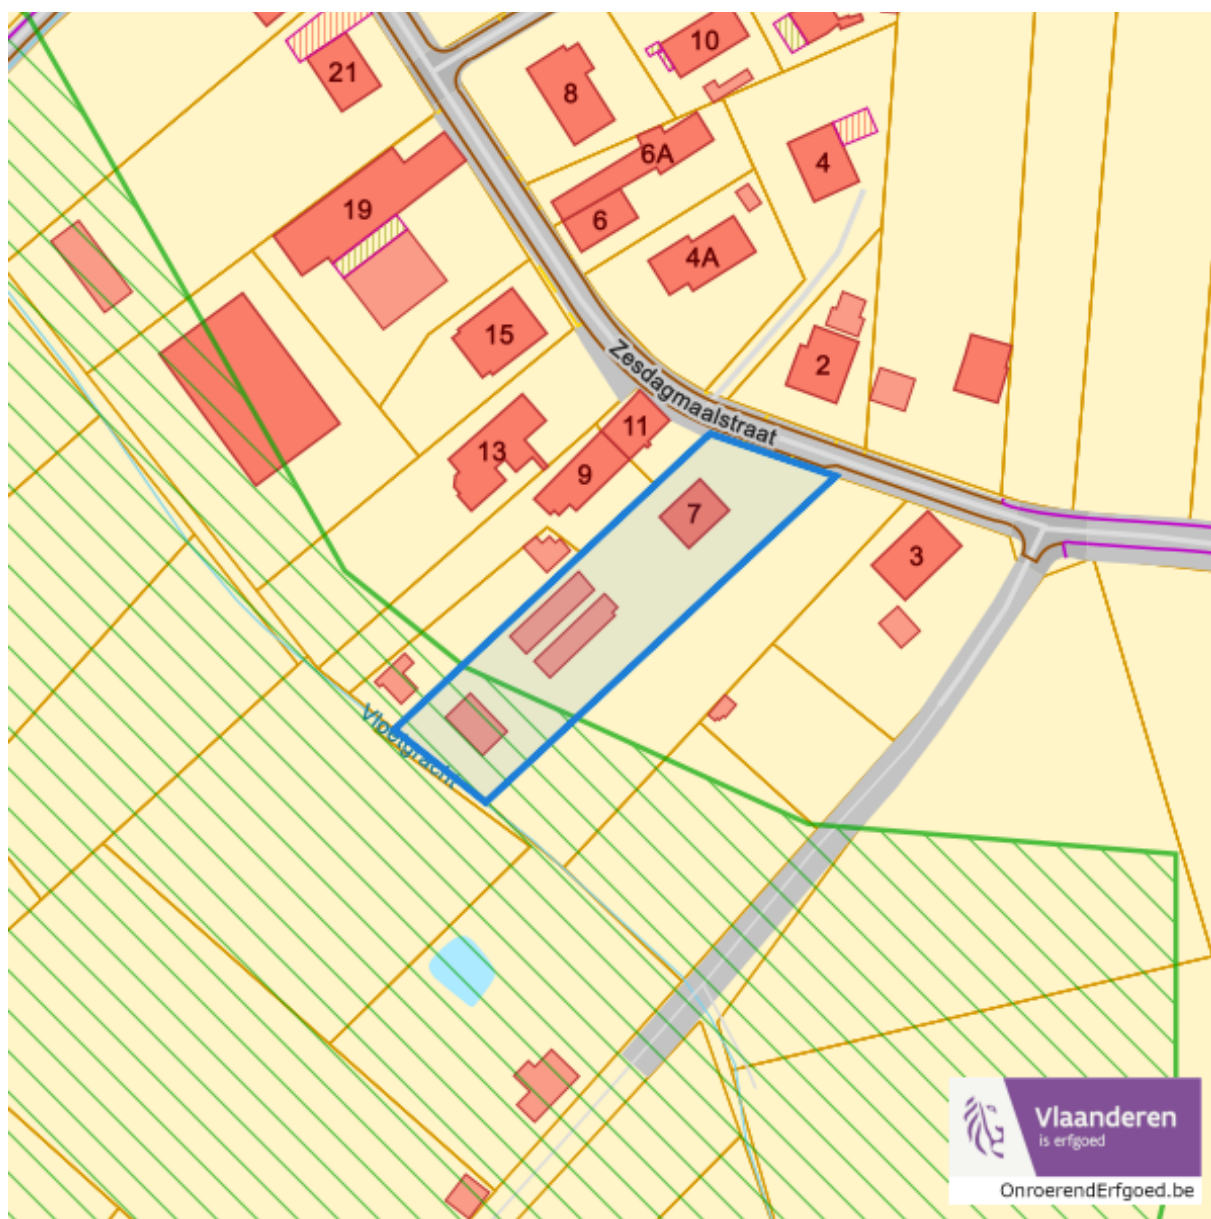 10
21
8
6A
4
19
6
4A
15
Zesdagmaalstraat
2
11
13
9
7
3
Vloetgracht
Vlaanderen
is erfgoed
OnroerendErfgoed.be